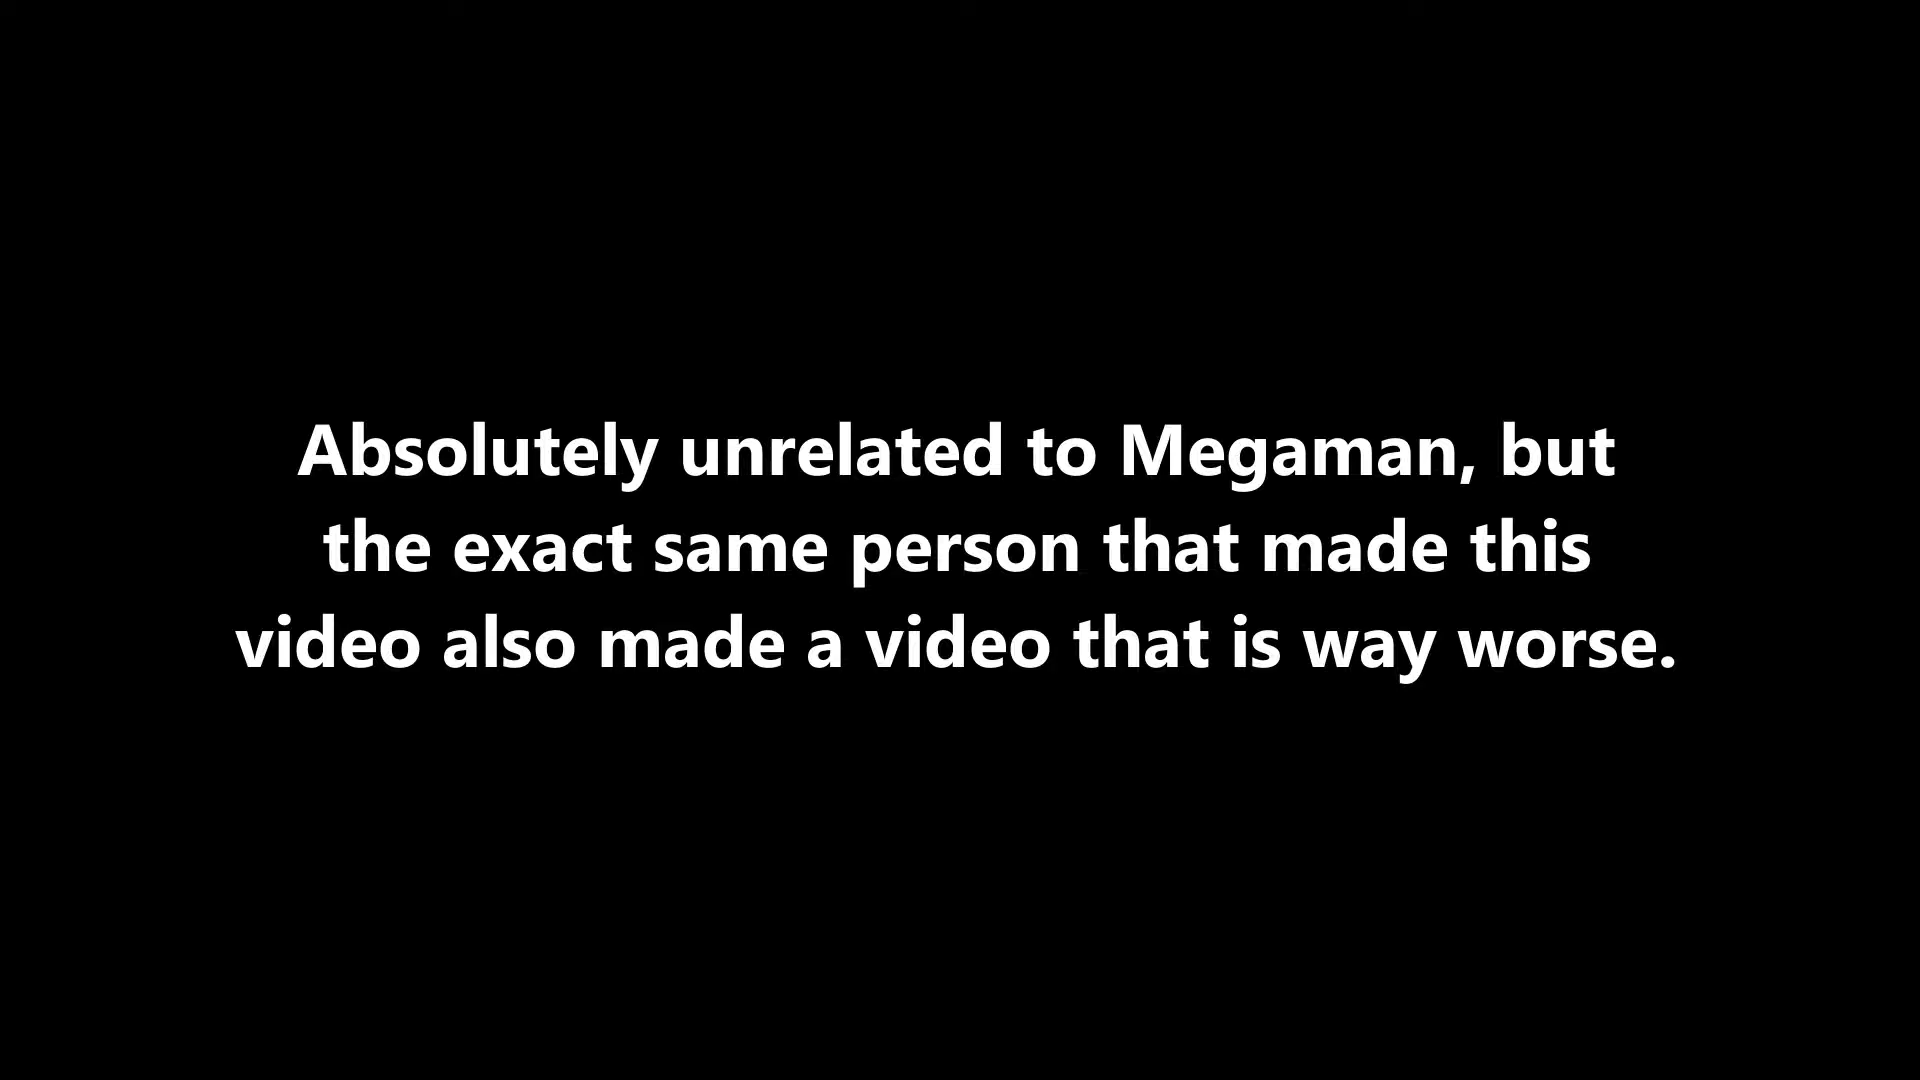 Absolutely unrelated to Megaman, but
the exact same person that made this
video also made a video that is way worse.